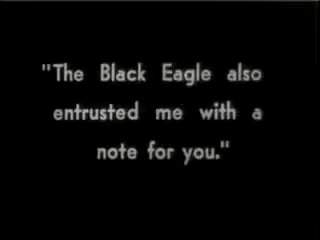 "The Black Eagle also
entrusted me with a
note for you."